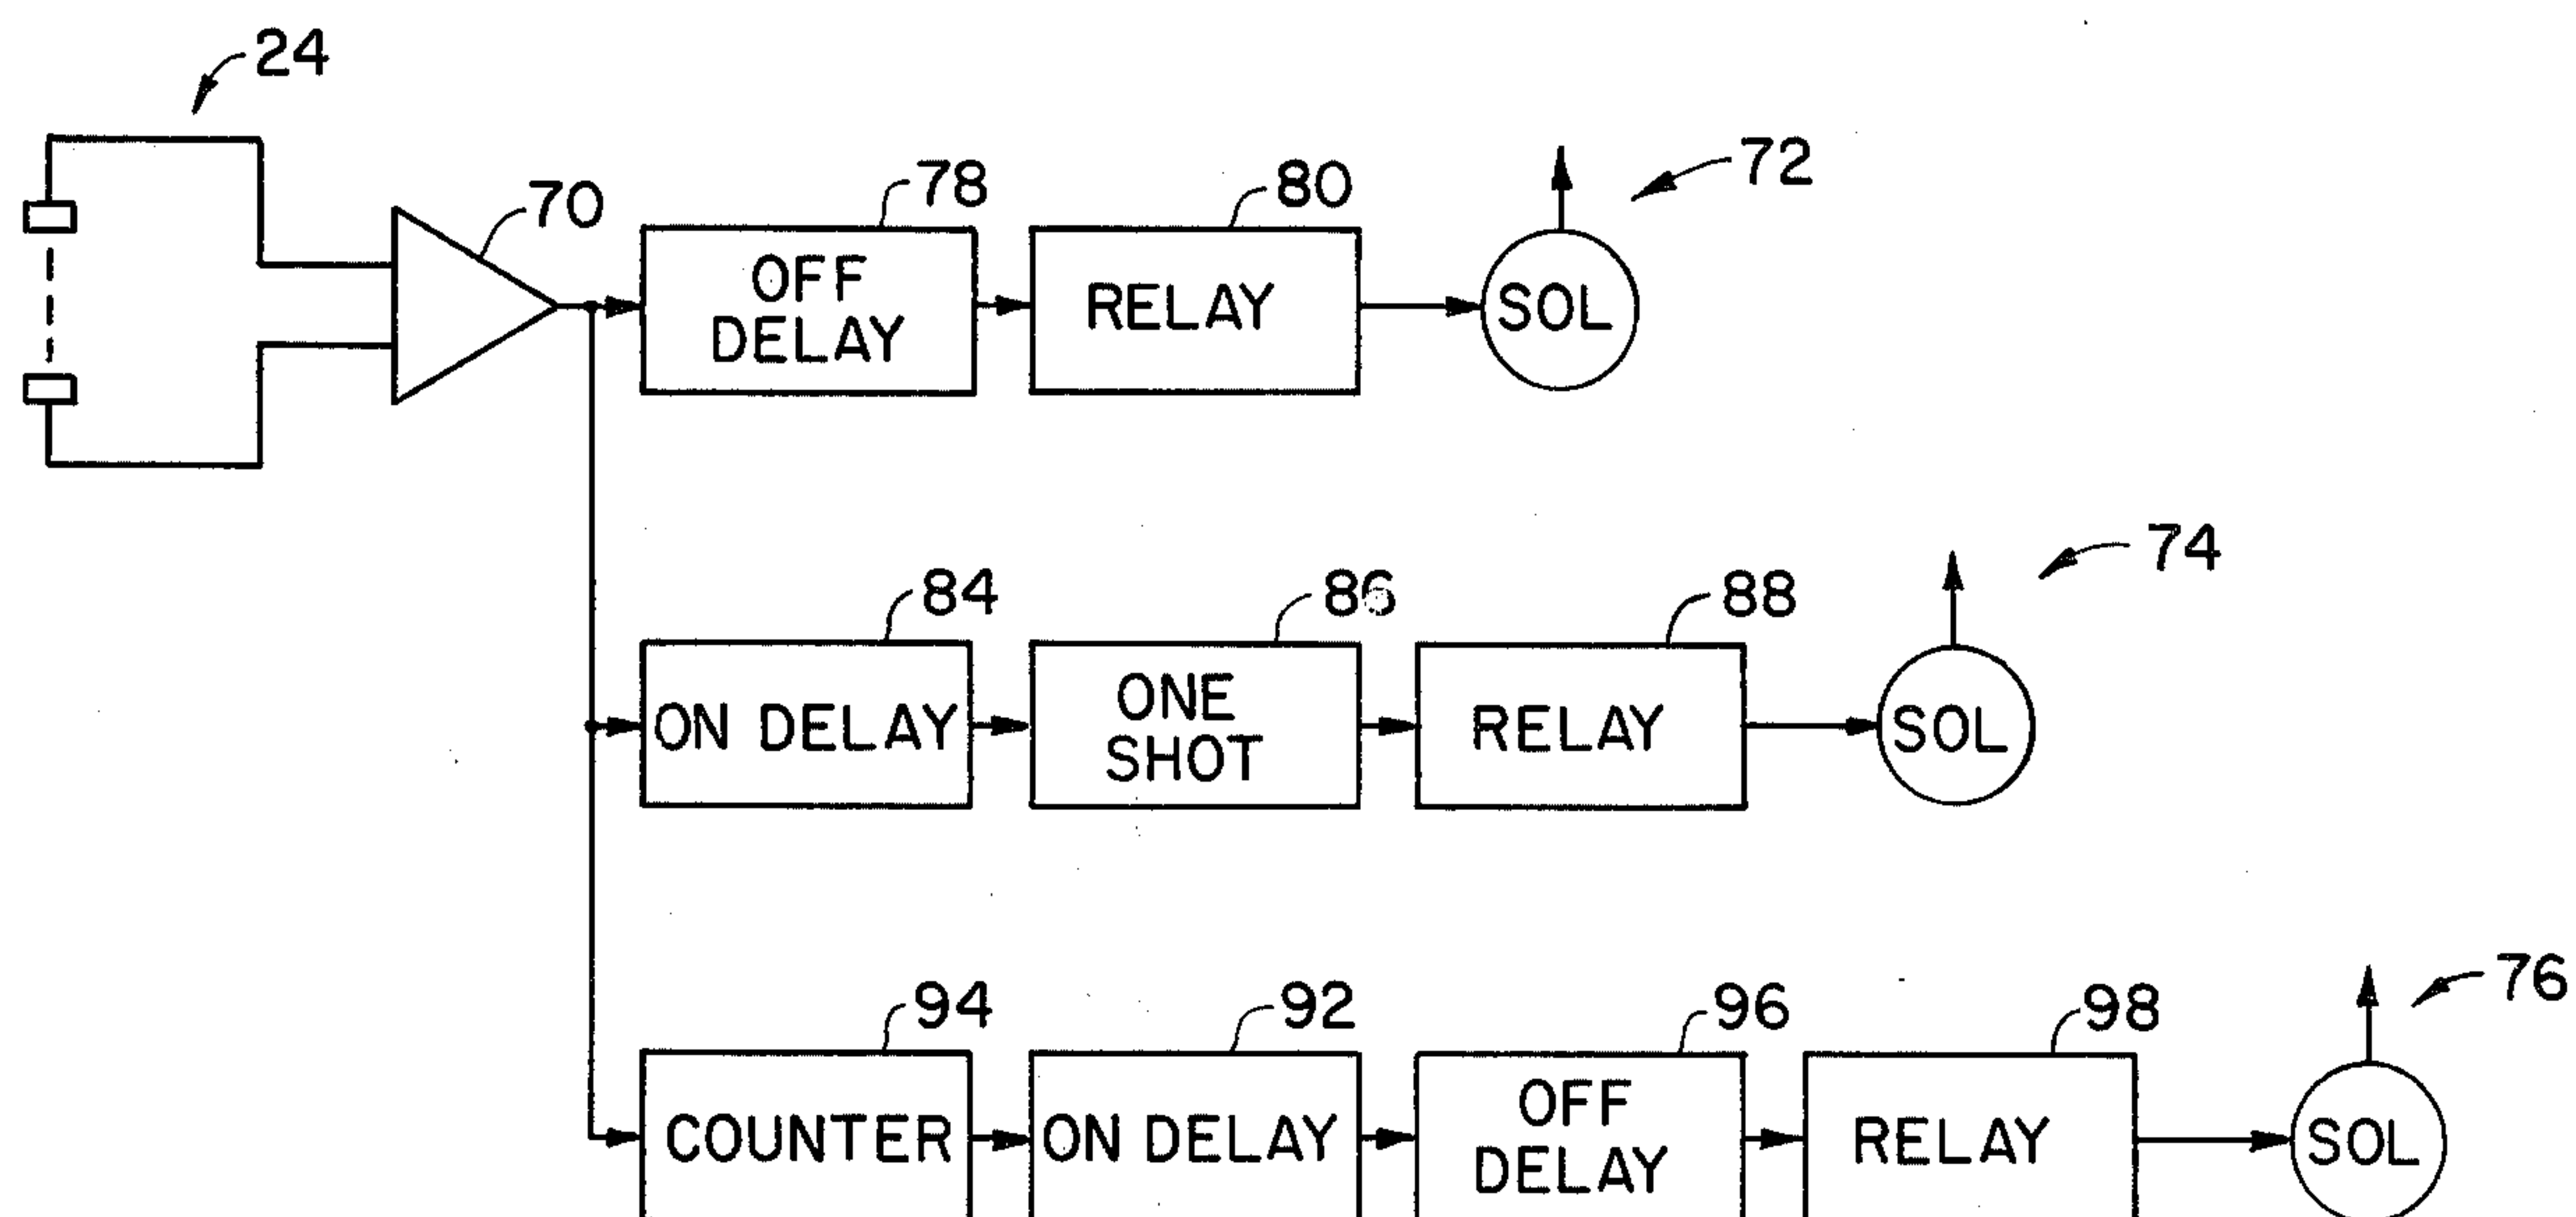 24
70
78
80
72
OFF
DELAY
RELAY
SOL
84
86
88
74
ON DELAY
ONE
SHOT
RELAY
SOL
94
92
96
98
76
COUNTER
ON DELAY
OFF
DELAY
RELAY
SOL